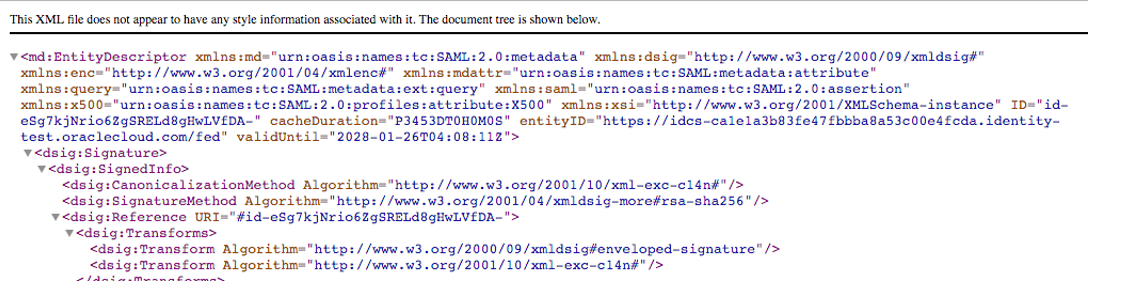 This XML file does not appear to have any style information associated with it. The document tree is shown below.
▼<md:EntityDescriptor xmlns:md="urn:oasis:names:tc:SAML:2.0:metadata" xmlns:dsig="http://www.w3.org/2000/09/xmldsig#"
xmlns:enc="http://www.w3.org/2001/04/xmlenc#" xmlns:mdattr="urn:oasis:names:tc:SAML:metadata:attribute"
xmlns:query="urn:oasis:names:tc:SAML:metadata:ext:query" xmlns:saml="urn:oasis:names:tc:SAML:2.0:assertion"
xmlns:x500="urn:oasis:names:tc:SAML:2.0:profiles:attribute:X500" xmlns:xsi="http://www.w3.org/2001/XMLSchema-instance" ID="id-
eSg7kjNrio6ZgSRELd8gHwLVfDA-" cacheDuration="P3453DT0H0M0S" entityID="https://idcs-ca1e1a3b83fe47fbbba8a53c00e4fcda.identity-
test.oraclecloud.com/fed" validUntil="2028-01-26T04:08:11Z">
▼<dsig:Signature>
▼<dsig:SignedInfo>
<dsig:CanonicalizationMethod Algorithm="http://www.w3.org/2001/10/xml-exc-c14n#"/>
<dsig:SignatureMethod Algorithm="http://www.w3.org/2001/04/xmldsig-more#rsa-sha256"/>
▼<dsig:Reference URI="#id-eSg7kjNrio6ZgSRELd8gHwLVfDA-">
▼<dsig:Transforms>
<dsig:Transform Algorithm="http://www.w3.org/2000/09/xmldsig#enveloped-signature"/>
<dsig:Transform Algorithm="http://www.w3.org/2001/10/xml-exc-c14n#"/>
</dsig:Transforms>